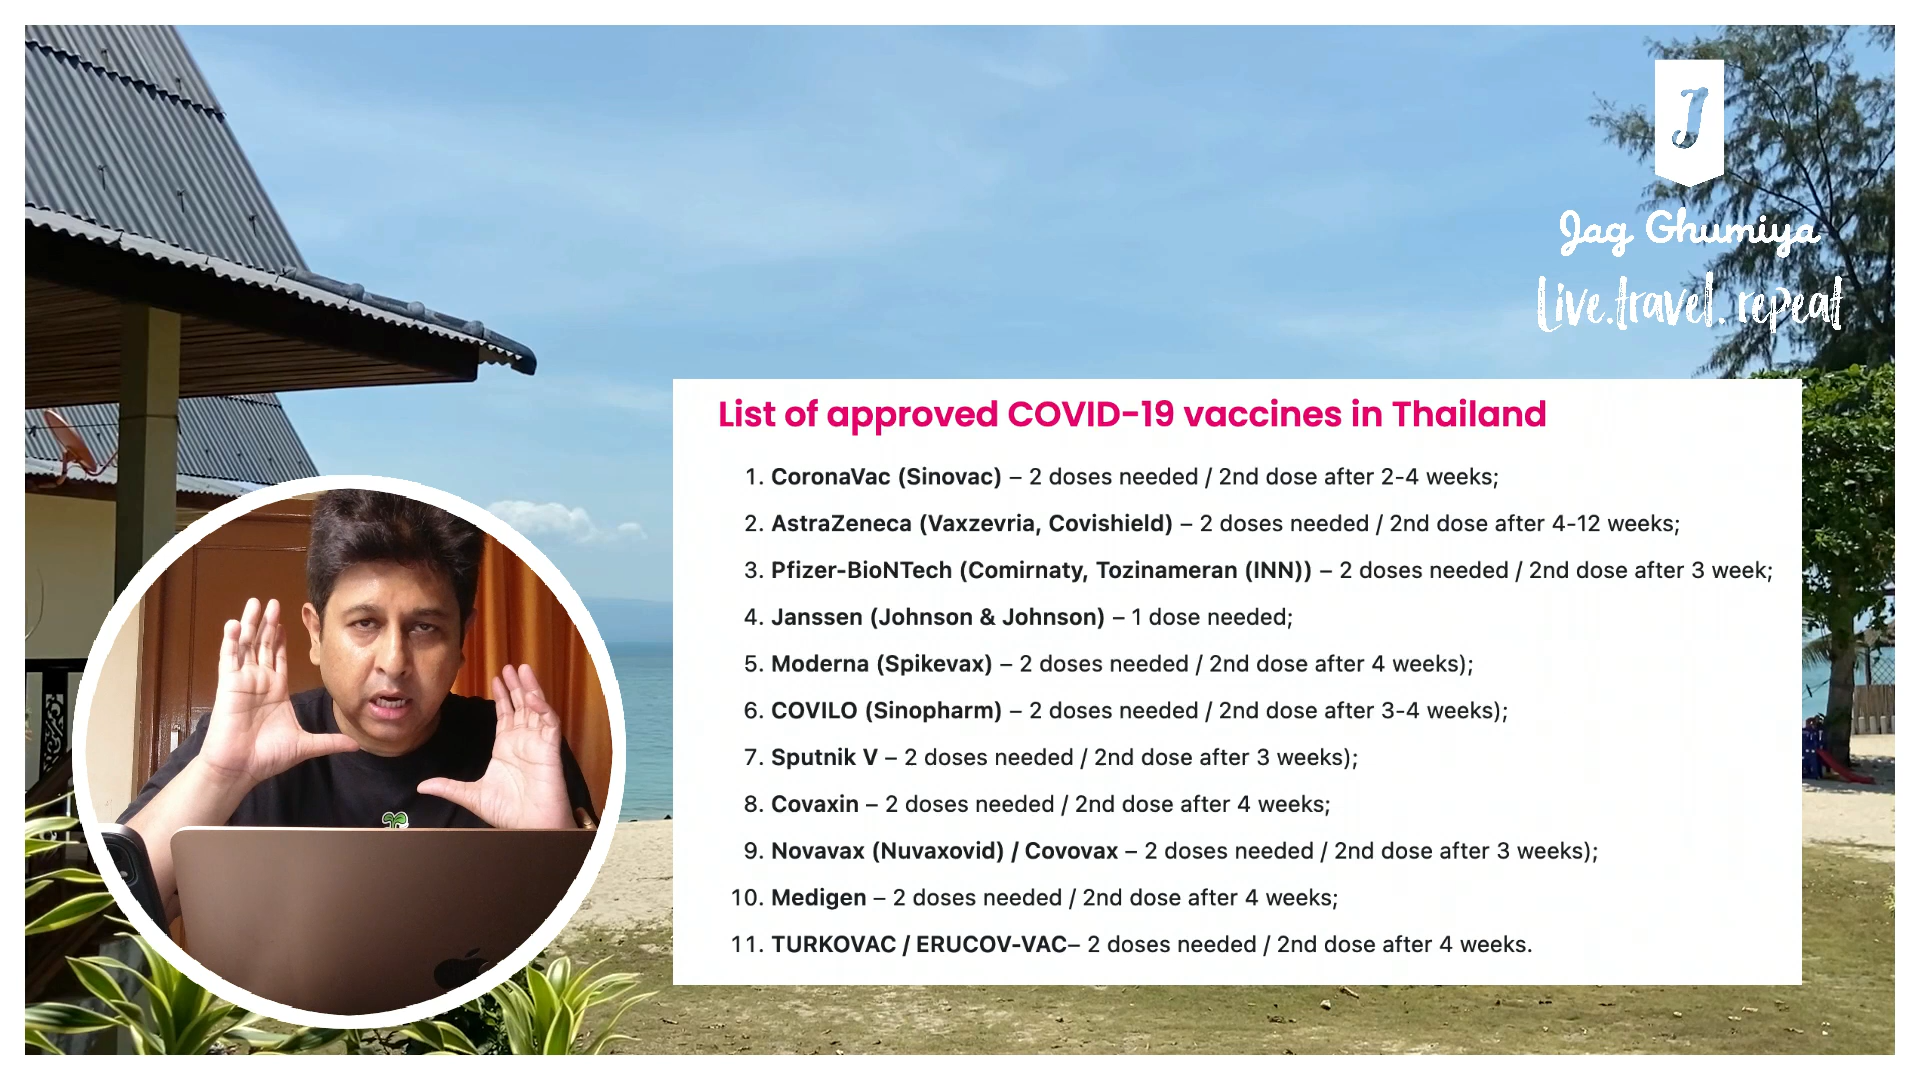 J
Jag Ghumiya
Live.travel. repeat
List of approved COVID-19 vaccines in Thailand
1. CoronaVac (Sinovac) – 2 doses needed / 2nd dose after 2-4 weeks;
2. AstraZeneca (Vaxzevria, Covishield) – 2 doses needed / 2nd dose after 4-12 weeks;
3. Pfizer-BioNTech (Comirnaty, Tozinameran (INN)) – 2 doses needed / 2nd dose after 3 week;
4. Janssen (Johnson & Johnson) – 1 dose needed;
5. Moderna (Spikevax) – 2 doses needed / 2nd dose after 4 weeks);
6. COVILO (Sinopharm) – 2 doses needed / 2nd dose after 3-4 weeks);
7. Sputnik V – 2 doses needed / 2nd dose after 3 weeks);
8. Covaxin – 2 doses needed / 2nd dose after 4 weeks;
9. Novavax (Nuvaxovid) / Covovax – 2 doses needed / 2nd dose after 3 weeks);
10. Medigen – 2 doses needed / 2nd dose after 4 weeks;
11. TURKOVAC / ERUCOV-VAC– 2 doses needed / 2nd dose after 4 weeks.